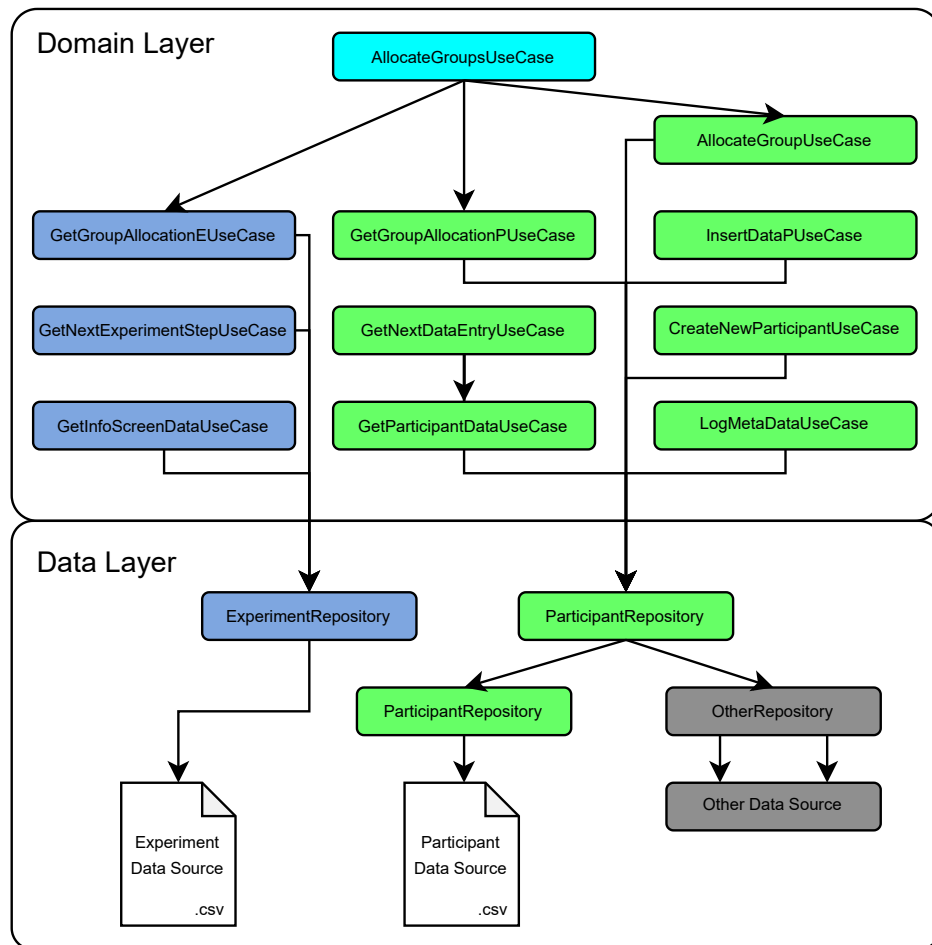 Domain Layer
AllocateGroupsUseCase
AllocateGroupUseCase
GetGroupAllocationEUseCase
GetGroupAllocationPUseCase
InsertDataPUseCase
GetNextExperimentStepUseCase
GetNextDataEntryUseCase
CreateNewParticipantUseCase
GetInfoScreenDataUseCase
GetParticipantDataUseCase
LogMetaDataUseCase
Data Layer
ExperimentRepository
ParticipantRepository
ParticipantRepository
OtherRepository
Other Data Source
Experiment
Data Source
.csv
Participant
Data Source
.csv